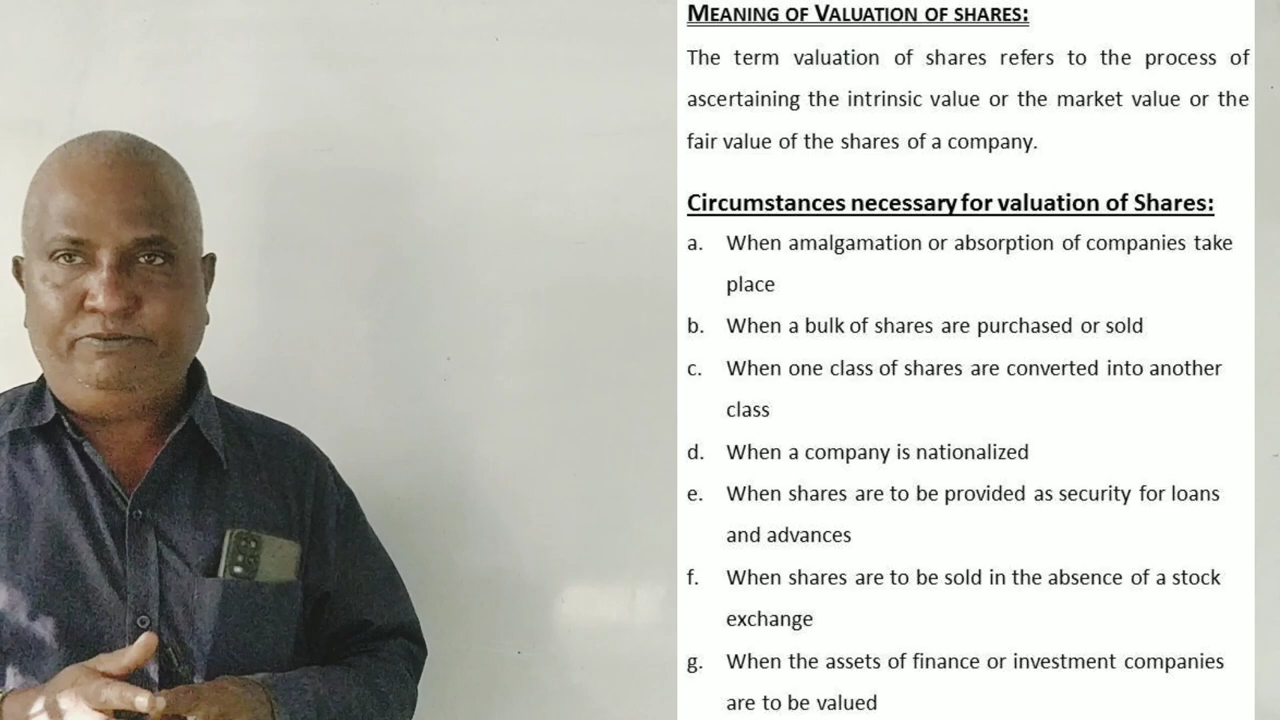 MEANING OF VALUATION OF SHARES:
The term valuation of shares refers to the process of
ascertaining the intrinsic value or the market value or the
fair value of the shares of a company.
Circumstances necessary for valuation of Shares:
a. When amalgamation or absorption of companies take
place
b. When a bulk of shares are purchased or sold
c. When one class of shares are converted into another
class
d. When a company is nationalized
e. When shares are to be provided as security for loans
and advances
f. When shares are to be sold in the absence of a stock
exchange
g. When the assets of finance or investment companies
are to be valued